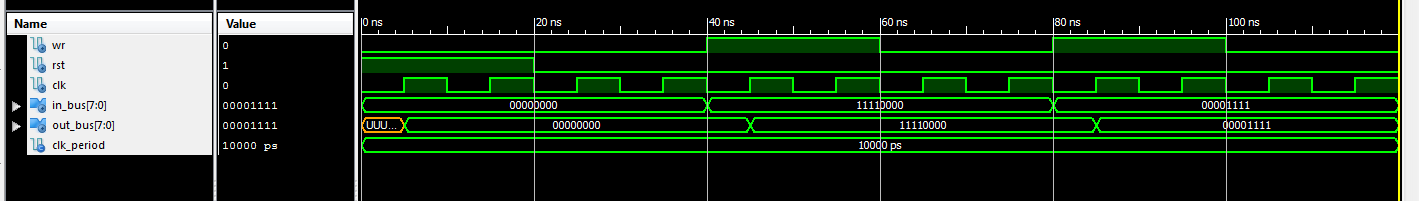 Name Value 0 ns 20 ns 40 ns 60 ns 80 ns 100 ns
wr 0
rst 1
clk 0
in_bus[7:0] 00001111 00000000 11110000 00001111
out_bus[7:0] 00001111 UUU... 00000000 11110000 00001111
clk_period 10000 ps 10000 ps